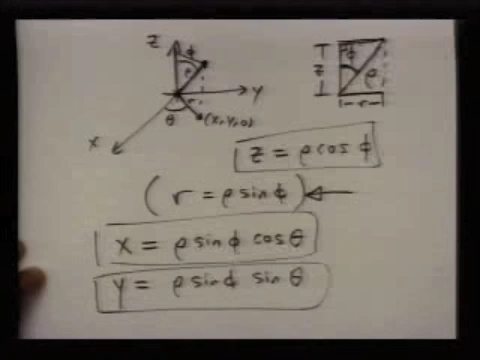 z φ
ρ
r
y
θ (x,y,0)
x
φ
z ρ
r
z = ρ cos φ
(r = ρ sin φ)
x = ρ sin φ cos θ
y = ρ sin φ sin θ